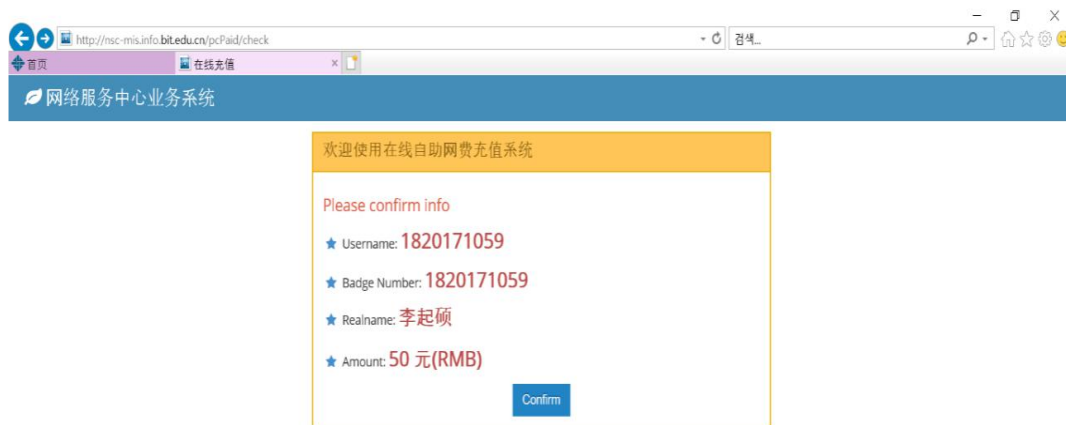 http://nsc-mis.info.bit.edu.cn/pcPaid/check
검색...
首页
在线充值
网络服务中心业务系统
欢迎使用在线自助网费充值系统
Please confirm info
Username: 1820171059
Badge Number: 1820171059
Realname: 李起硕
Amount: 50 元(RMB)
Confirm